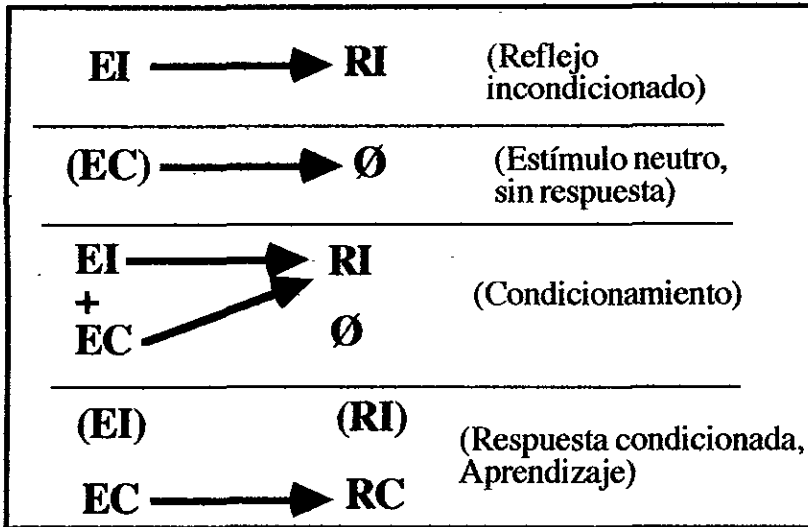 EI RI (Reflejo
incondicionado)
(EC) Ø (Estímulo neutro,
sin respuesta)
EI RI
+
(Condicionamiento)
EC Ø
(EI) (RI)
(Respuesta condicionada,
Aprendizaje)
EC RC